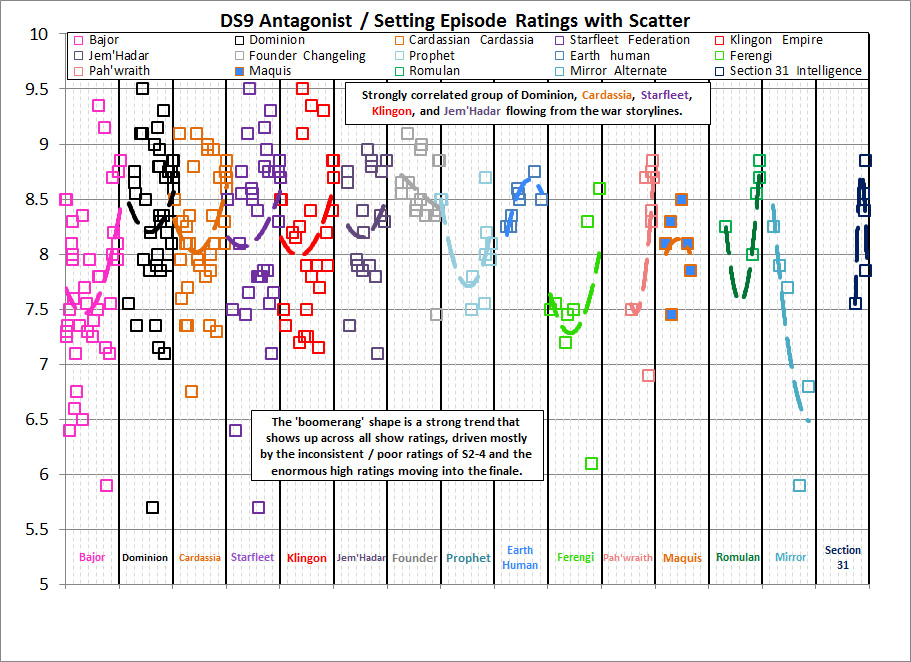 DS9 Antagonist / Setting Episode Ratings with Scatter
10
Bajor Dominion Cardassian Cardassia Starfleet Federation Klingon Empire
Jem'Hadar Founder Changeling Prophet Earth human Ferengi
Pah'wraith Maquis Romulan Mirror Alternate Section 31 Intelligence
9.5
Strongly correlated group of Dominion, Cardassia, Starfleet,
Klingon, and Jem'Hadar flowing from the war storylines.
9
8.5
8
7.5
7
6.5
The 'boomerang' shape is a strong trend that
shows up across all show ratings, driven mostly
by the inconsistent / poor ratings of S2-4 and the
enormous high ratings moving into the finale.
6
5.5
Bajor Dominion Cardassia Starfleet Klingon Jem'Hadar Founder Prophet Earth Human Ferengi Pah'wraith Maquis Romulan Mirror Section 31
5